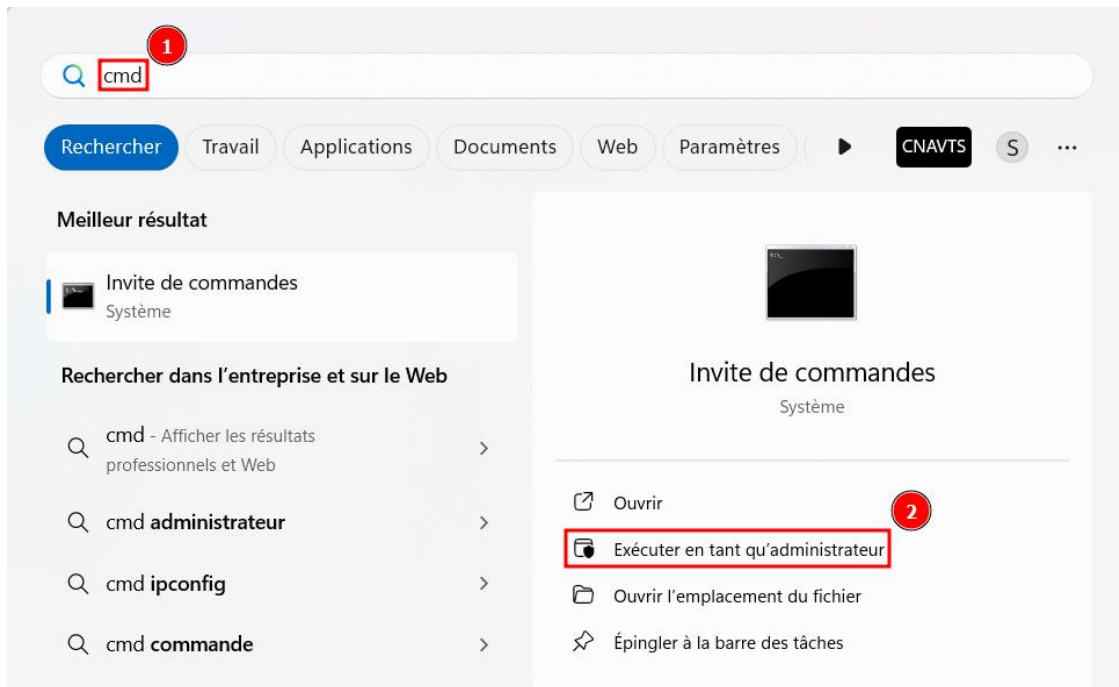 1
cmd
Rechercher
Travail
Applications
Documents
Web
Paramètres
CNAVTS
S
...
Meilleur résultat
Invite de commandes
Système
Rechercher dans l'entreprise et sur le Web
cmd - Afficher les résultats
professionnels et Web
cmd administrateur
cmd ipconfig
cmd commande
Invite de commandes
Système
Ouvrir
2
Exécuter en tant qu'administrateur
Ouvrir l'emplacement du fichier
Épingler à la barre des tâches